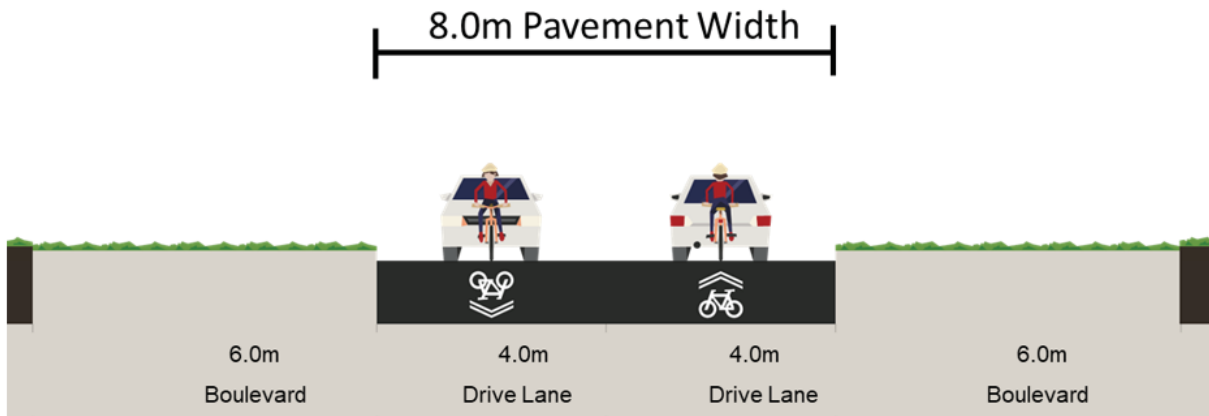 8.0m Pavement Width
6.0m
4.0m
4.0m
6.0m
Boulevard
Drive Lane
Drive Lane
Boulevard